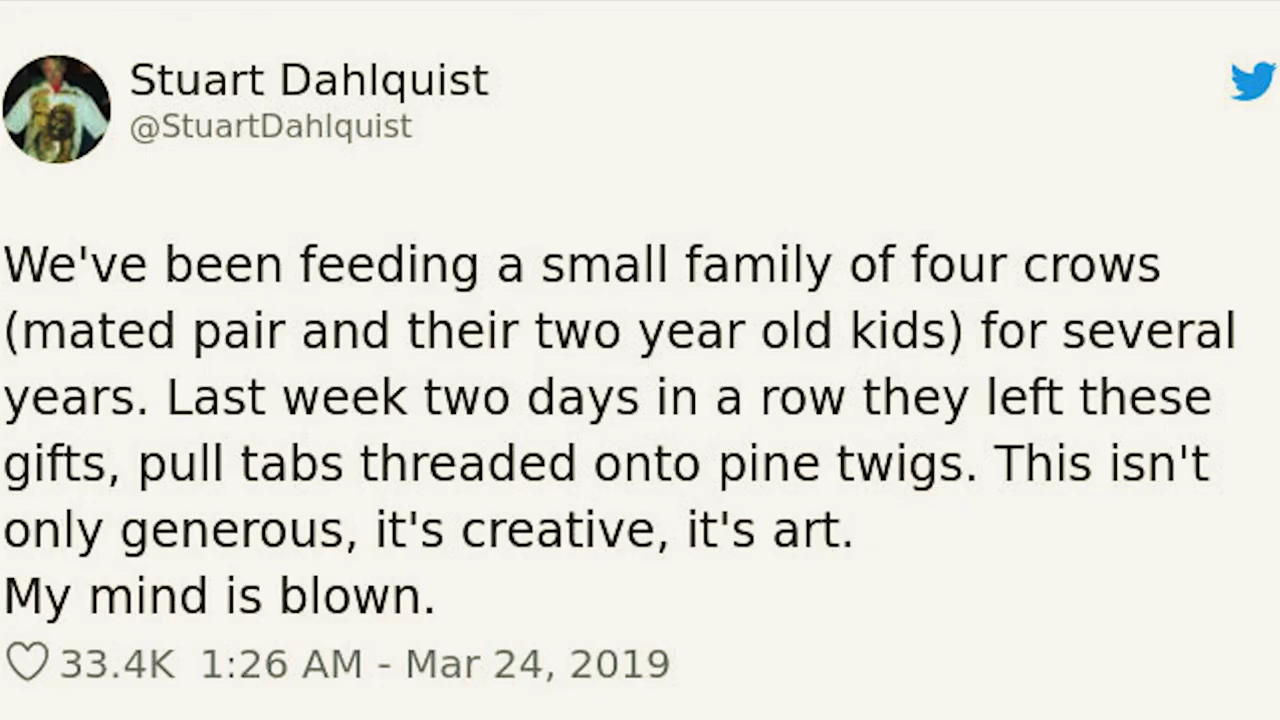 Stuart Dahlquist
@StuartDahlquist
We've been feeding a small family of four crows
(mated pair and their two year old kids) for several
years. Last week two days in a row they left these
gifts, pull tabs threaded onto pine twigs. This isn't
only generous, it's creative, it's art.
My mind is blown.
33.4K 1:26 AM - Mar 24, 2019